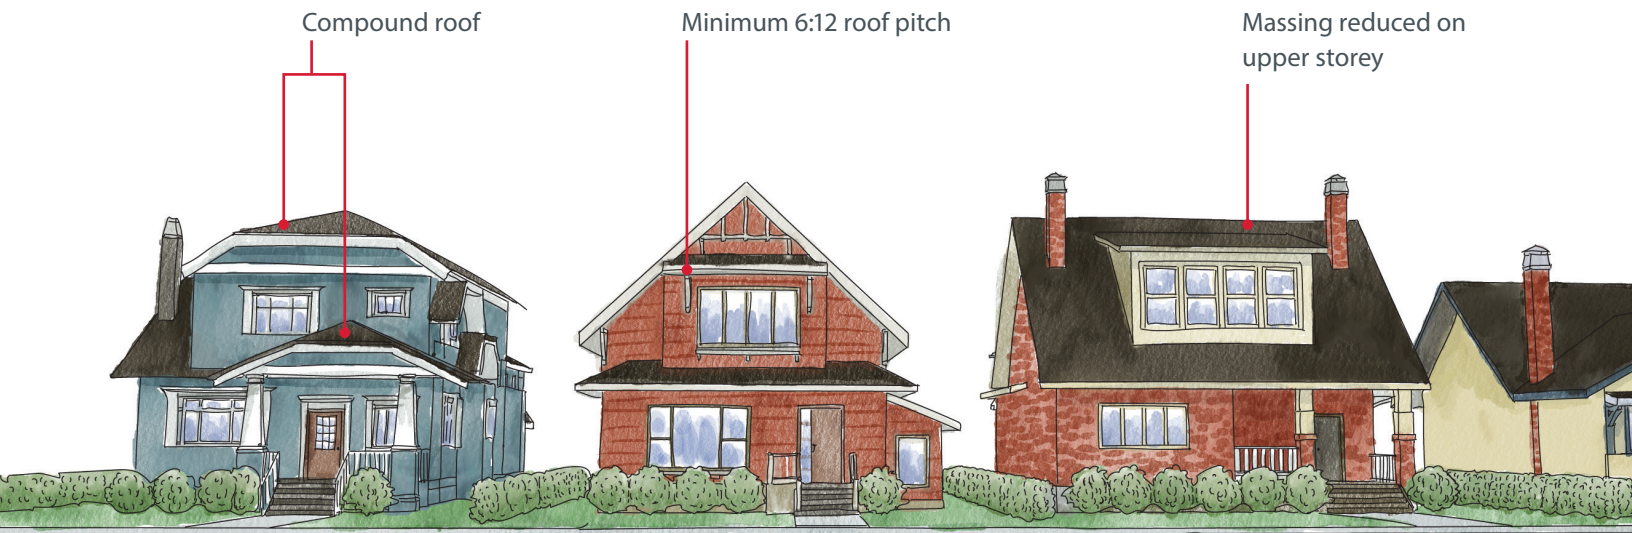 Compound roof
Minimum 6:12 roof pitch
Massing reduced on
upper storey